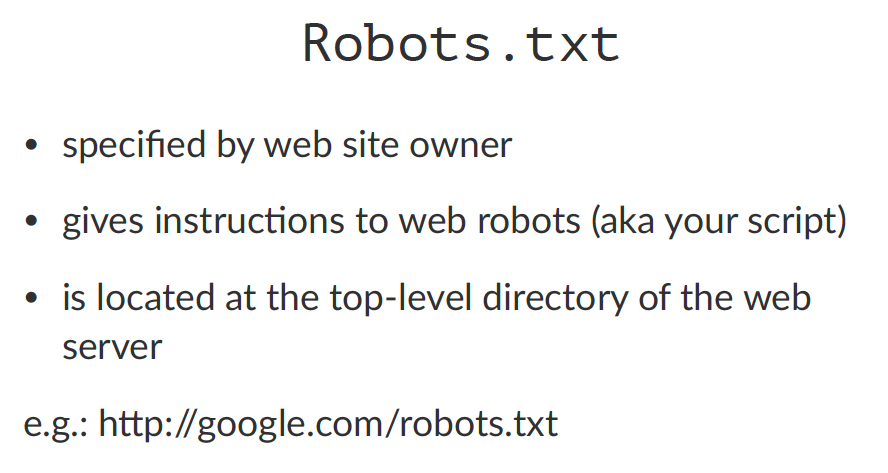 Robots.txt
• specified by web site owner
• gives instructions to web robots (aka your script)
• is located at the top-level directory of the web
server
e.g.: http://google.com/robots.txt